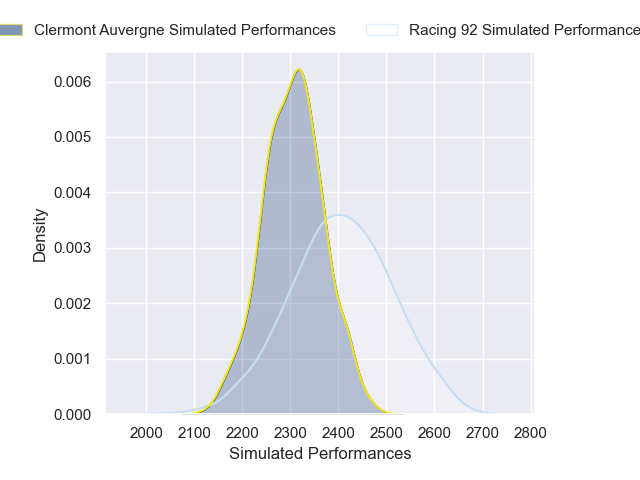 Clermont Auvergne Simulated Performances
Racing 92 Simulated Performance
0.006
0.005
0.004
0.003
0.002
0.001
0.000
Density
2000 2100 2200 2300 2400 2500 2600 2700 2800
Simulated Performances